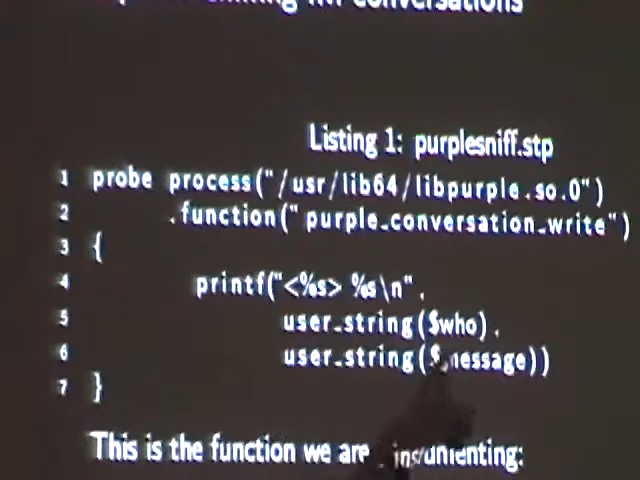 conversations
Listing 1: purplesniff.stp
1 probe process("/usr/lib64/libpurple.so.0")
2 .function("purple_conversation_write")
3 {
4 printf("<%s> %s\n",
5 user_string($who),
6 user_string($message))
7 }
This is the function we are instrumenting: